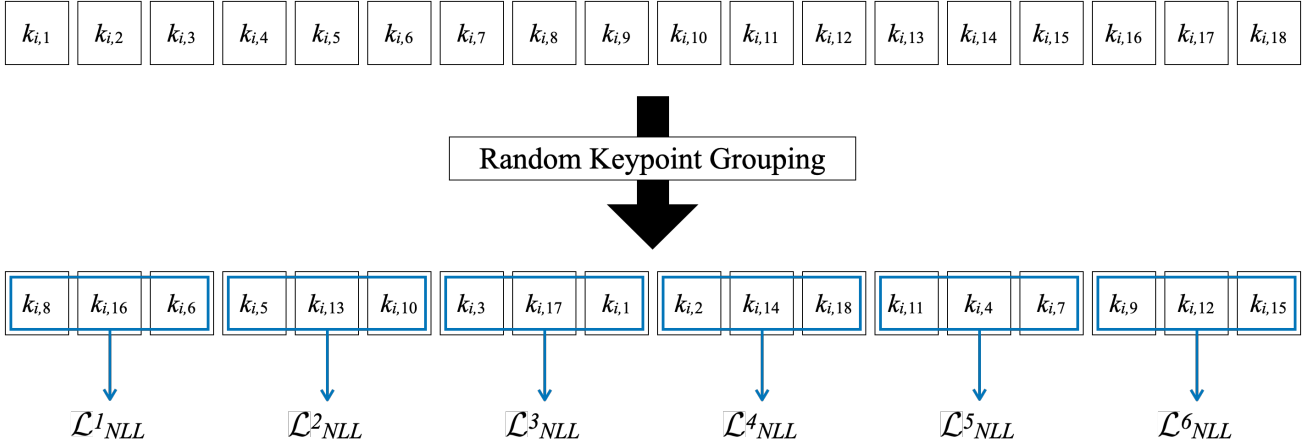 k_{i,1} k_{i,2} k_{i,3} k_{i,4} k_{i,5} k_{i,6} k_{i,7} k_{i,8} k_{i,9} k_{i,10} k_{i,11} k_{i,12} k_{i,13} k_{i,14} k_{i,15} k_{i,16} k_{i,17} k_{i,18}
Random Keypoint Grouping
k_{i,8} k_{i,16} k_{i,6} k_{i,5} k_{i,13} k_{i,10} k_{i,3} k_{i,17} k_{i,1} k_{i,2} k_{i,14} k_{i,18} k_{i,11} k_{i,4} k_{i,7} k_{i,9} k_{i,12} k_{i,15}
ℒ^1_{NLL} ℒ^2_{NLL} ℒ^3_{NLL} ℒ^4_{NLL} ℒ^5_{NLL} ℒ^6_{NLL}